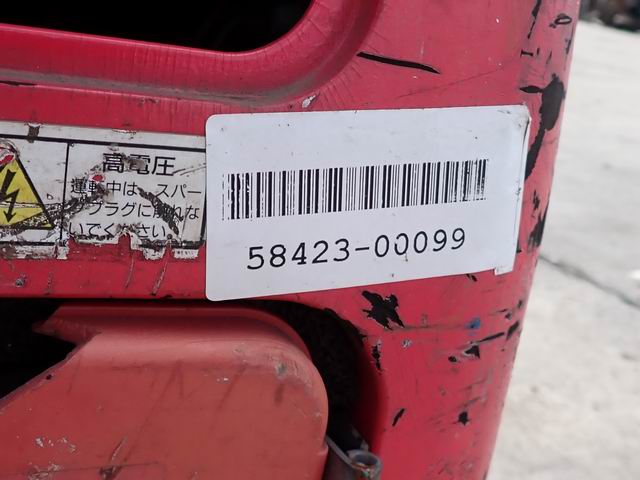 高電圧
運転中は、スパー
クプラグに触れな
いでください。
58423-00099